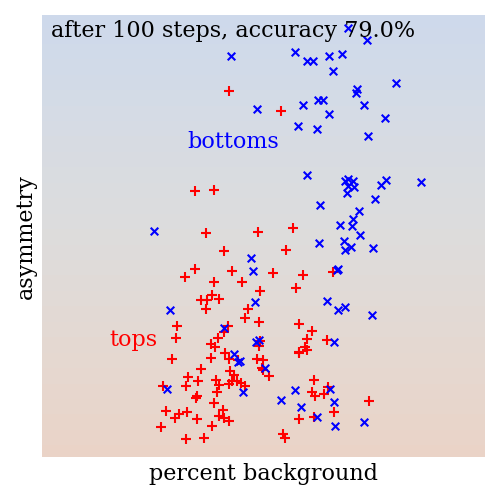 after 100 steps, accuracy 79.0%
bottoms
asymmetry
tops
percent background